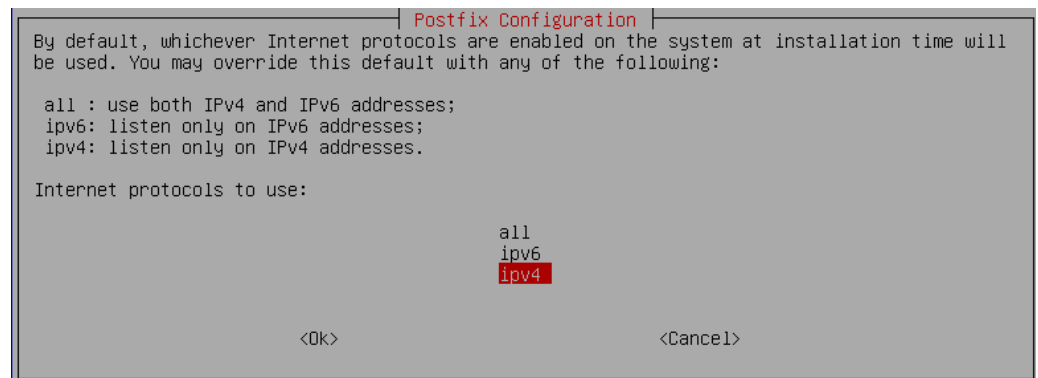 Postfix Configuration
By default, whichever Internet protocols are enabled on the system at installation time will
be used. You may override this default with any of the following:
all : use both IPv4 and IPv6 addresses;
ipv6: listen only on IPv6 addresses;
ipv4: listen only on IPv4 addresses.
Internet protocols to use:
all
ipv6
ipv4
<Ok> <Cancel>